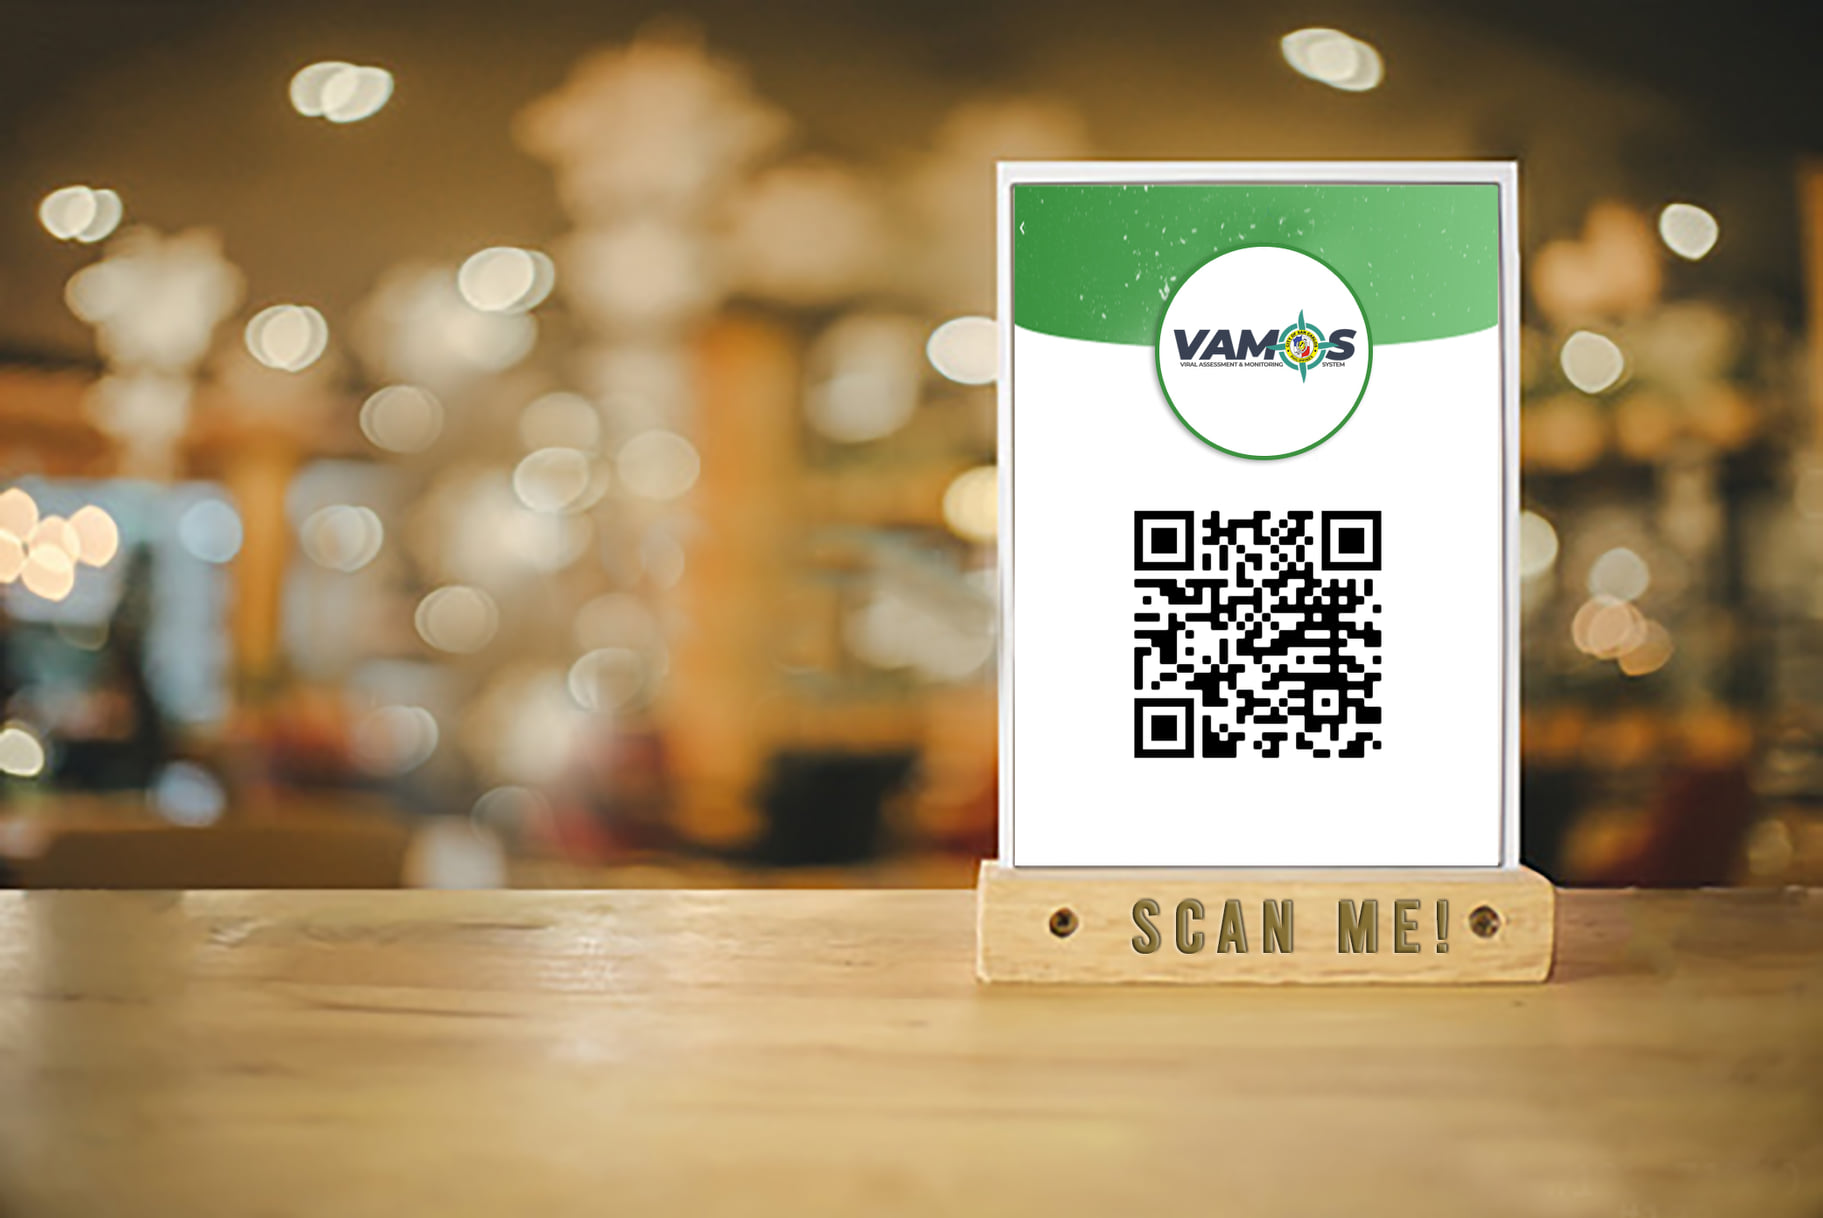 VAMOS
VIRAL ASSESSMENT & MONITORING SYSTEM
SCAN ME!